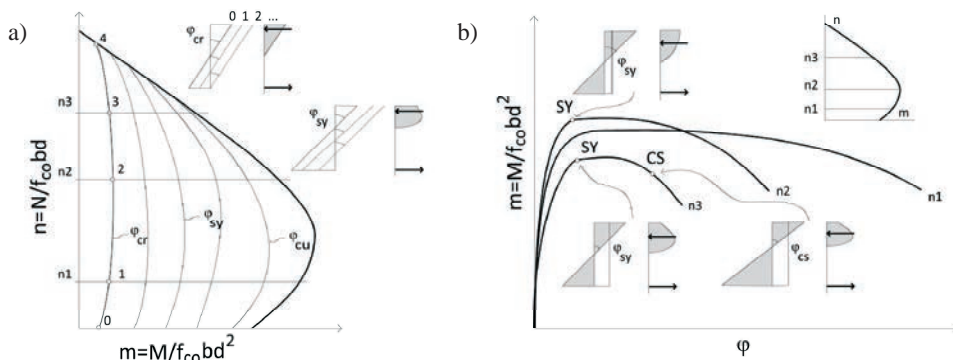 a)
0 1 2 ...
φcr
4
n3
3
φsy
n2
2
n=N/fcobd
φcr
φsy
φcu
n1
1
0
m=M/fcobd²
b)
n
n3
n2
n1
m
φsy
SY
SY
CS
m=M/fcobd²
n3
n2
n1
φsy
φcs
φ